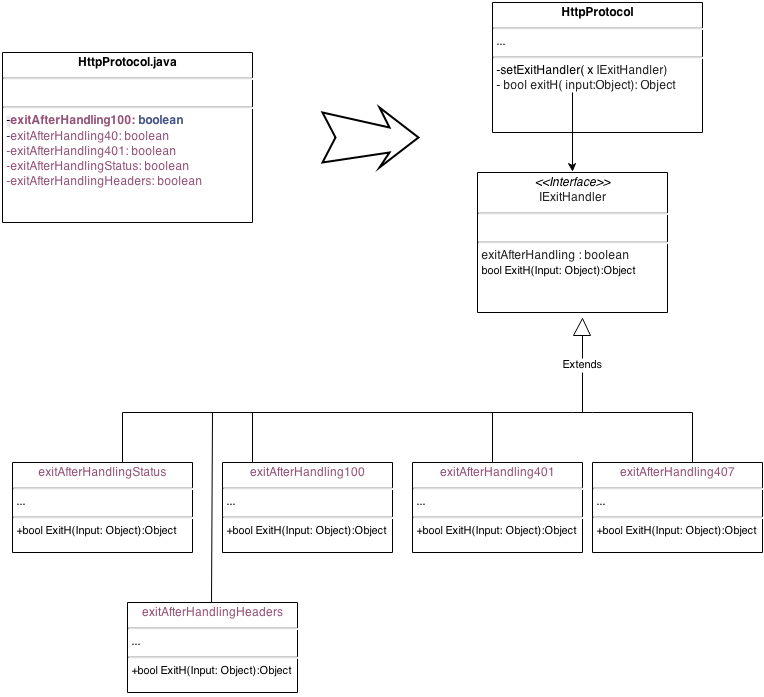 HttpProtocol.java
-exitAfterHandling100: boolean
-exitAfterHandling40: boolean
-exitAfterHandling401: boolean
-exitAfterHandlingStatus: boolean
-exitAfterHandlingHeaders: boolean
HttpProtocol
...
-setExitHandler( x IExitHandler)
- bool exitH( input:Object): Object
<<Interface>>
IExitHandler
exitAfterHandling : boolean
bool ExitH(Input: Object):Object
Extends
exitAfterHandlingStatus
...
+bool ExitH(Input: Object):Object
exitAfterHandling100
...
+bool ExitH(Input: Object):Object
exitAfterHandling401
...
+bool ExitH(Input: Object):Object
exitAfterHandling407
...
+bool ExitH(Input: Object):Object
exitAfterHandlingHeaders
...
+bool ExitH(Input: Object):Object